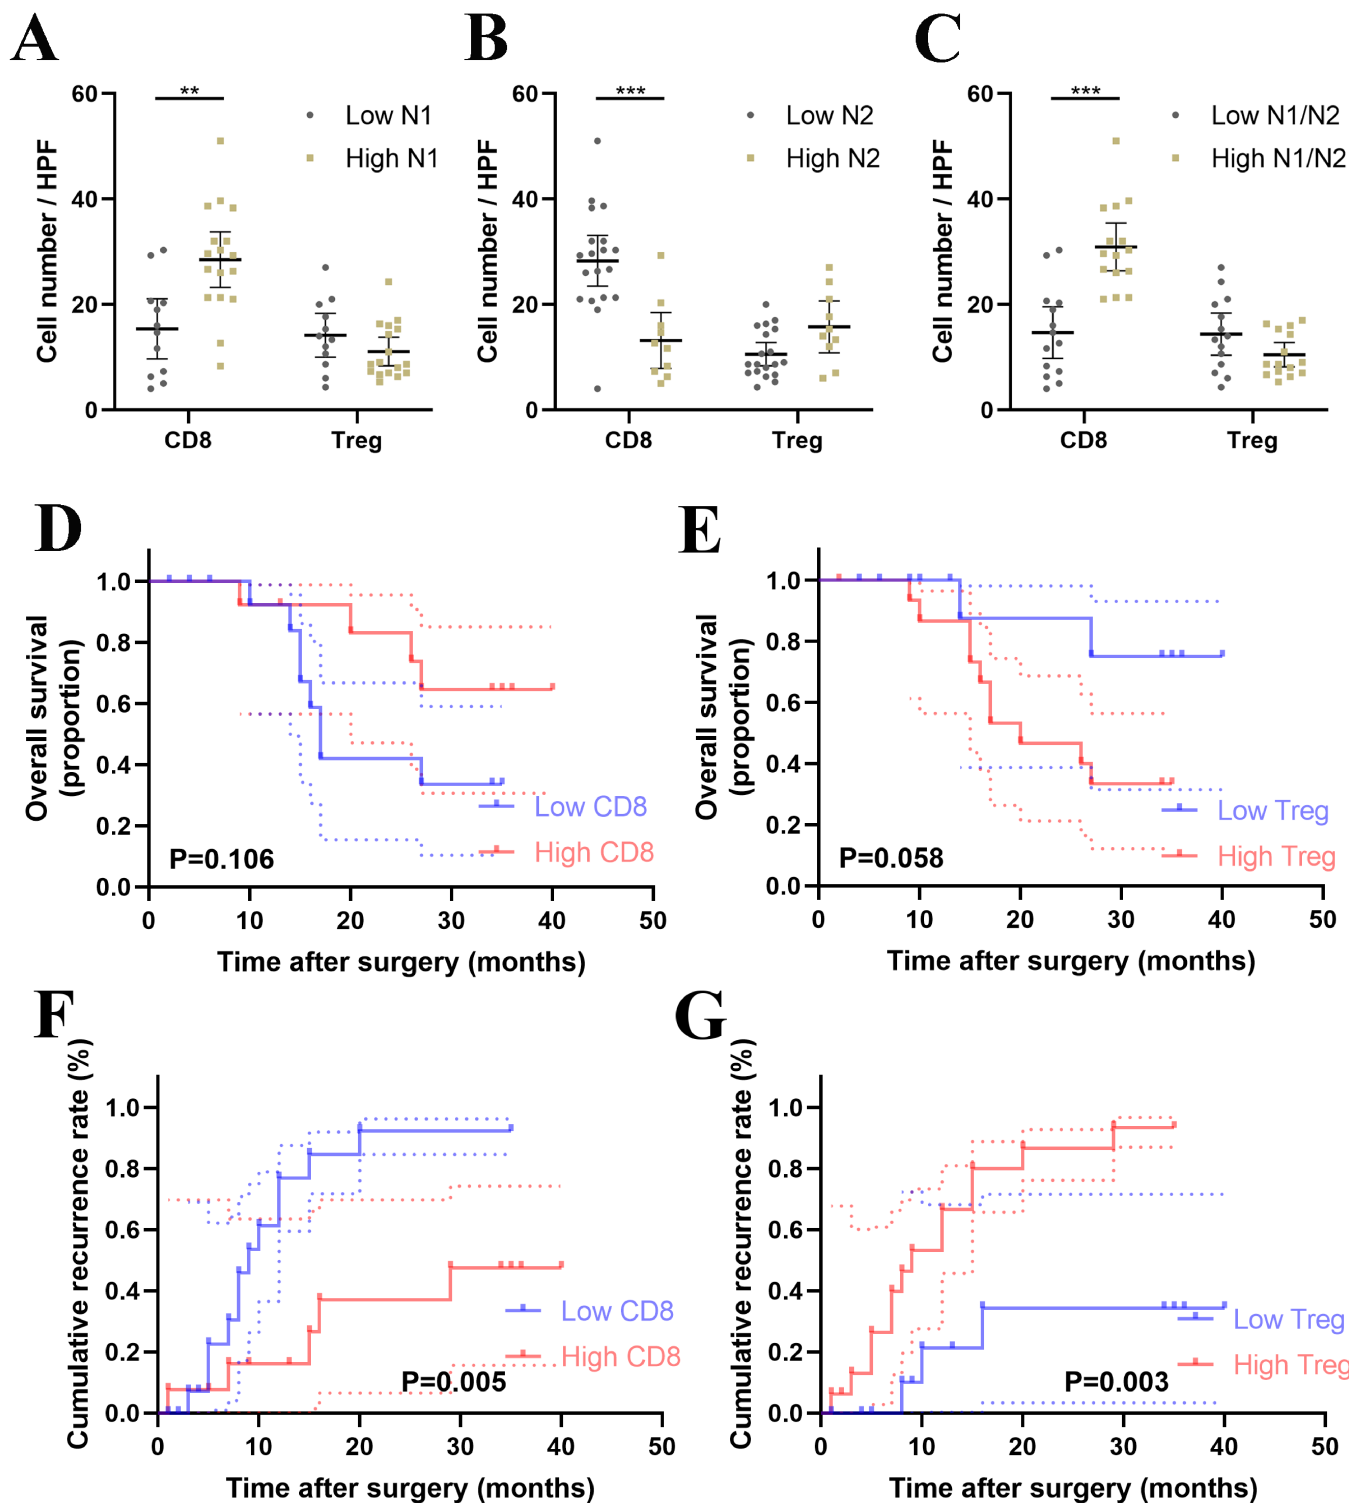 A
B
C
60
40
20
0
Cell number / HPF
**
Low N1
High N1
CD8
Treg
60
40
20
0
Cell number / HPF
***
Low N2
High N2
CD8
Treg
60
40
20
0
Cell number / HPF
***
Low N1/N2
High N1/N2
CD8
Treg
D
Overall survival
(proportion)
1.0
0.8
0.6
0.4
0.2
0.0
Low CD8
High CD8
P=0.106
0 10 20 30 40 50
Time after surgery (months)
E
Overall survival
(proportion)
1.0
0.8
0.6
0.4
0.2
0.0
Low Treg
High Treg
P=0.058
0 10 20 30 40 50
Time after surgery (months)
F
Cumulative recurrence rate (%)
1.0
0.8
0.6
0.4
0.2
0.0
Low CD8
High CD8
P=0.005
0 10 20 30 40 50
Time after surgery (months)
G
Cumulative recurrence rate (%)
1.0
0.8
0.6
0.4
0.2
0.0
Low Treg
High Treg
P=0.003
0 10 20 30 40 50
Time after surgery (months)